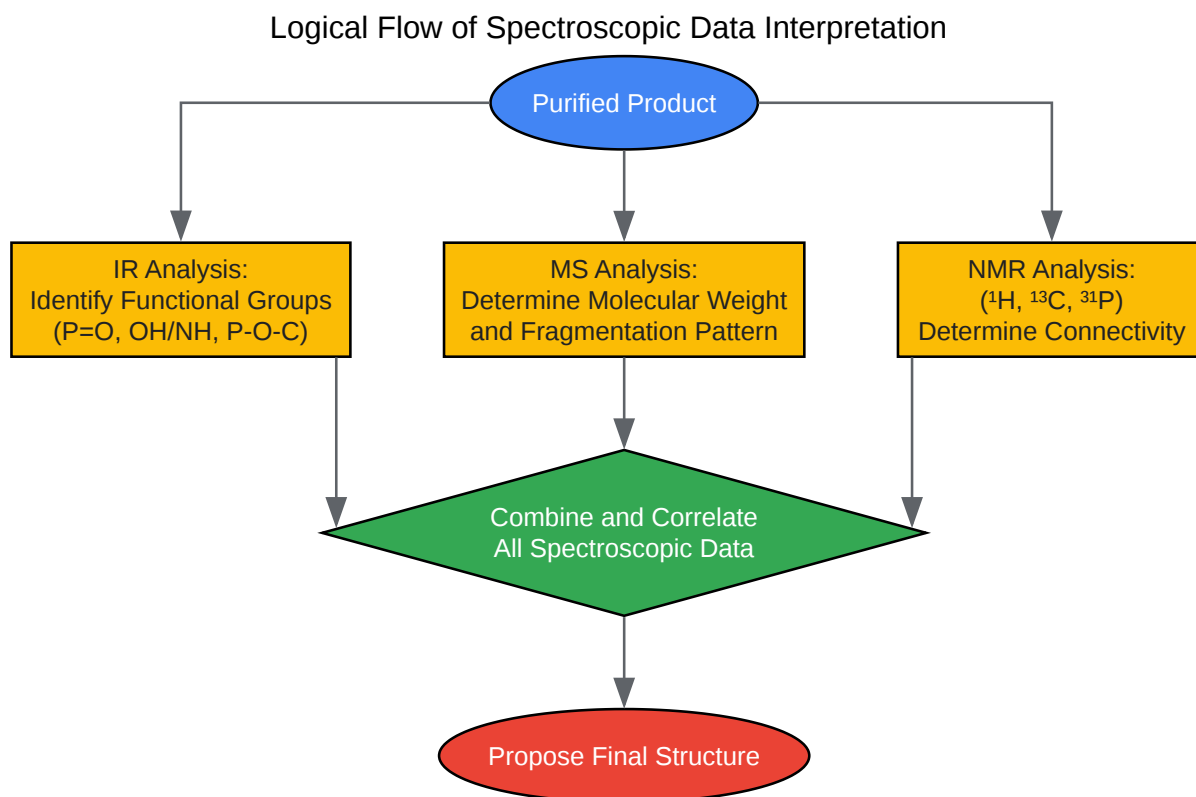 Logical Flow of Spectroscopic Data Interpretation
Purified Product
IR Analysis:
Identify Functional Groups
(P=O, OH/NH, P-O-C)
MS Analysis:
Determine Molecular Weight
and Fragmentation Pattern
NMR Analysis:
(¹H, ¹³C, ³¹P)
Determine Connectivity
Combine and Correlate
All Spectroscopic Data
Propose Final Structure